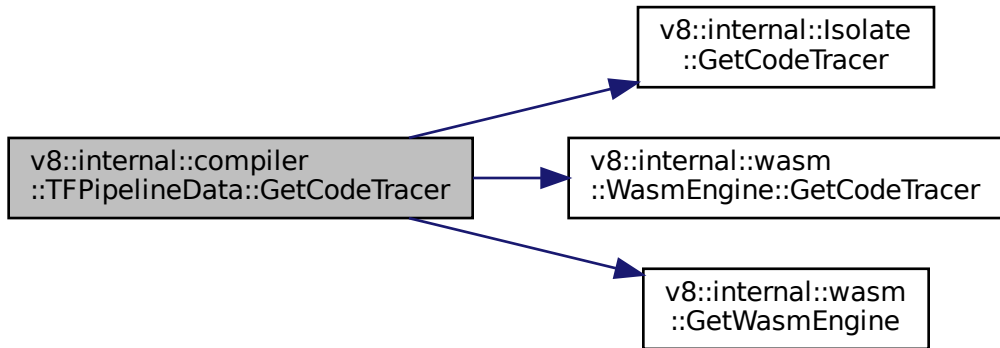 v8::internal::Isolate
::GetCodeTracer
v8::internal::compiler
::TFPipelineData::GetCodeTracer
v8::internal::wasm
::WasmEngine::GetCodeTracer
v8::internal::wasm
::GetWasmEngine